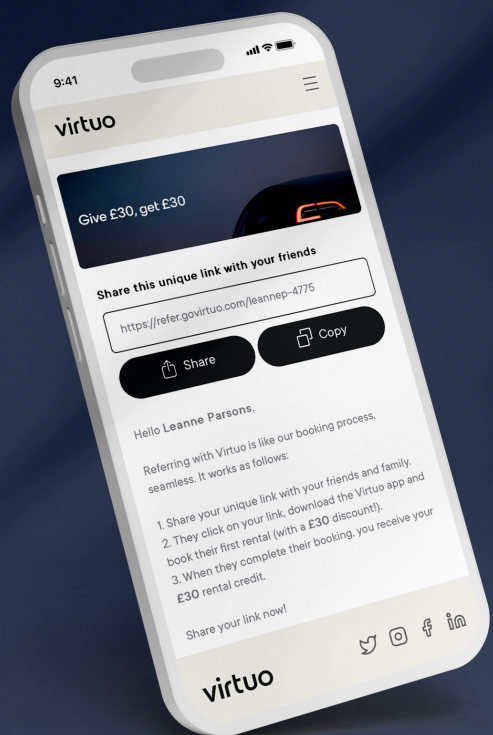 9:41
virtuo
Give £30, get £30
Share this unique link with your friends
https://refer.govirtuo.com/leannep-4775
Share
Copy
Hello Leanne Parsons,
Referring with Virtuo is like our booking process,
seamless. It works as follows:
1. Share your unique link with your friends and family.
2. They click on your link, download the Virtuo app and
book their first rental (with a £30 discount!).
3. When they complete their booking, you receive your
£30 rental credit.
Share your link now!
virtuo